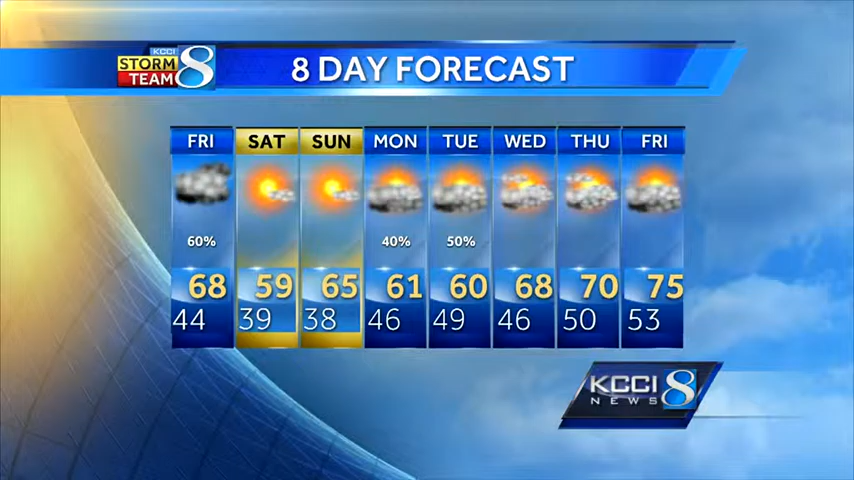 KCCI
STORM
TEAM 8
8 DAY FORECAST
FRI SAT SUN MON TUE WED THU FRI
60% 40% 50%
68 59 65 61 60 68 70 75
44 39 38 46 49 46 50 53
KCCI 8
NEWS